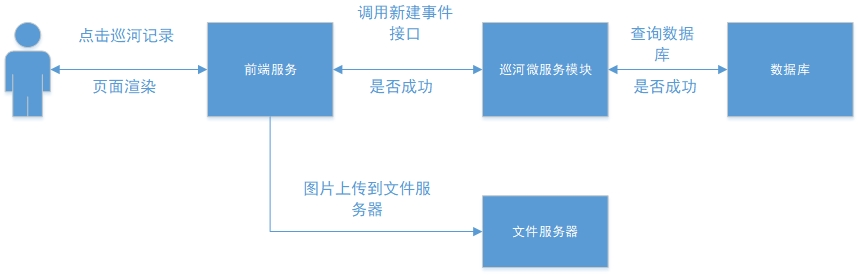 点击巡河记录
页面渲染
前端服务
调用新建事件
接口
是否成功
巡河微服务模块
查询数据
库
是否成功
数据库
图片上传到文件服
务器
文件服务器